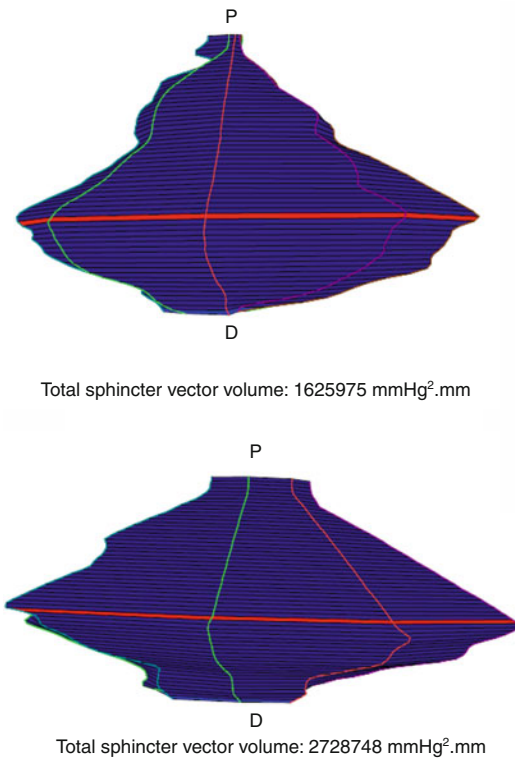 P
D
Total sphincter vector volume: 1625975 mmHg².mm
P
D
Total sphincter vector volume: 2728748 mmHg².mm